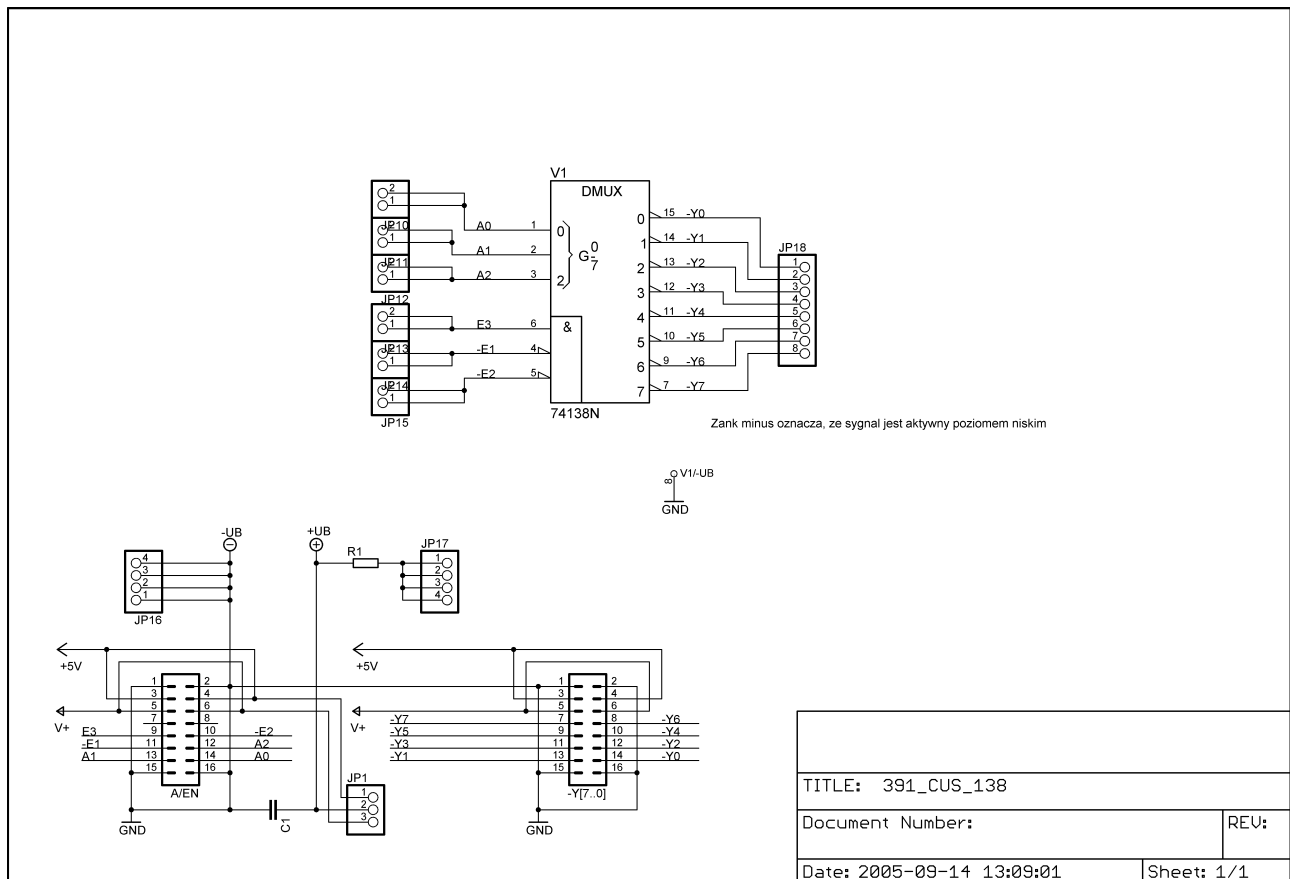 V1
DMUX
2
1
JP10
2
1
JP11
2
1
JP12
2
1
JP13
2
1
JP14
2
1
JP15
A0 1 0
A1 2
A2 3 2
G 0
7
E3 6 &
-E1 4
-E2 5
0 15 -Y0
1 14 -Y1
2 13 -Y2
3 12 -Y3
4 11 -Y4
5 10 -Y5
6 9 -Y6
7 7 -Y7
74138N
JP18
1
2
3
4
5
6
7
8
Zank minus oznacza, ze sygnal jest aktywny poziomem niskim
V1/-UB
8
GND
-UB
+UB
4
3
2
1
JP16
R1
JP17
1
2
3
4
+5V
V+
1 2
3 4
5 6
7 8
E3 9 10 -E2
-E1 11 12 A2
A1 13 14 A0
15 16
A/EN
GND
C1
JP1
1
2
3
+5V
V+
1 2
3 4
5 6
-Y7 7 8 -Y6
-Y5 9 10 -Y4
-Y3 11 12 -Y2
-Y1 13 14 -Y0
15 16
-Y[7..0]
GND
TITLE: 391_CUS_138
Document Number:
REV:
Date: 2005-09-14 13:09:01
Sheet: 1/1